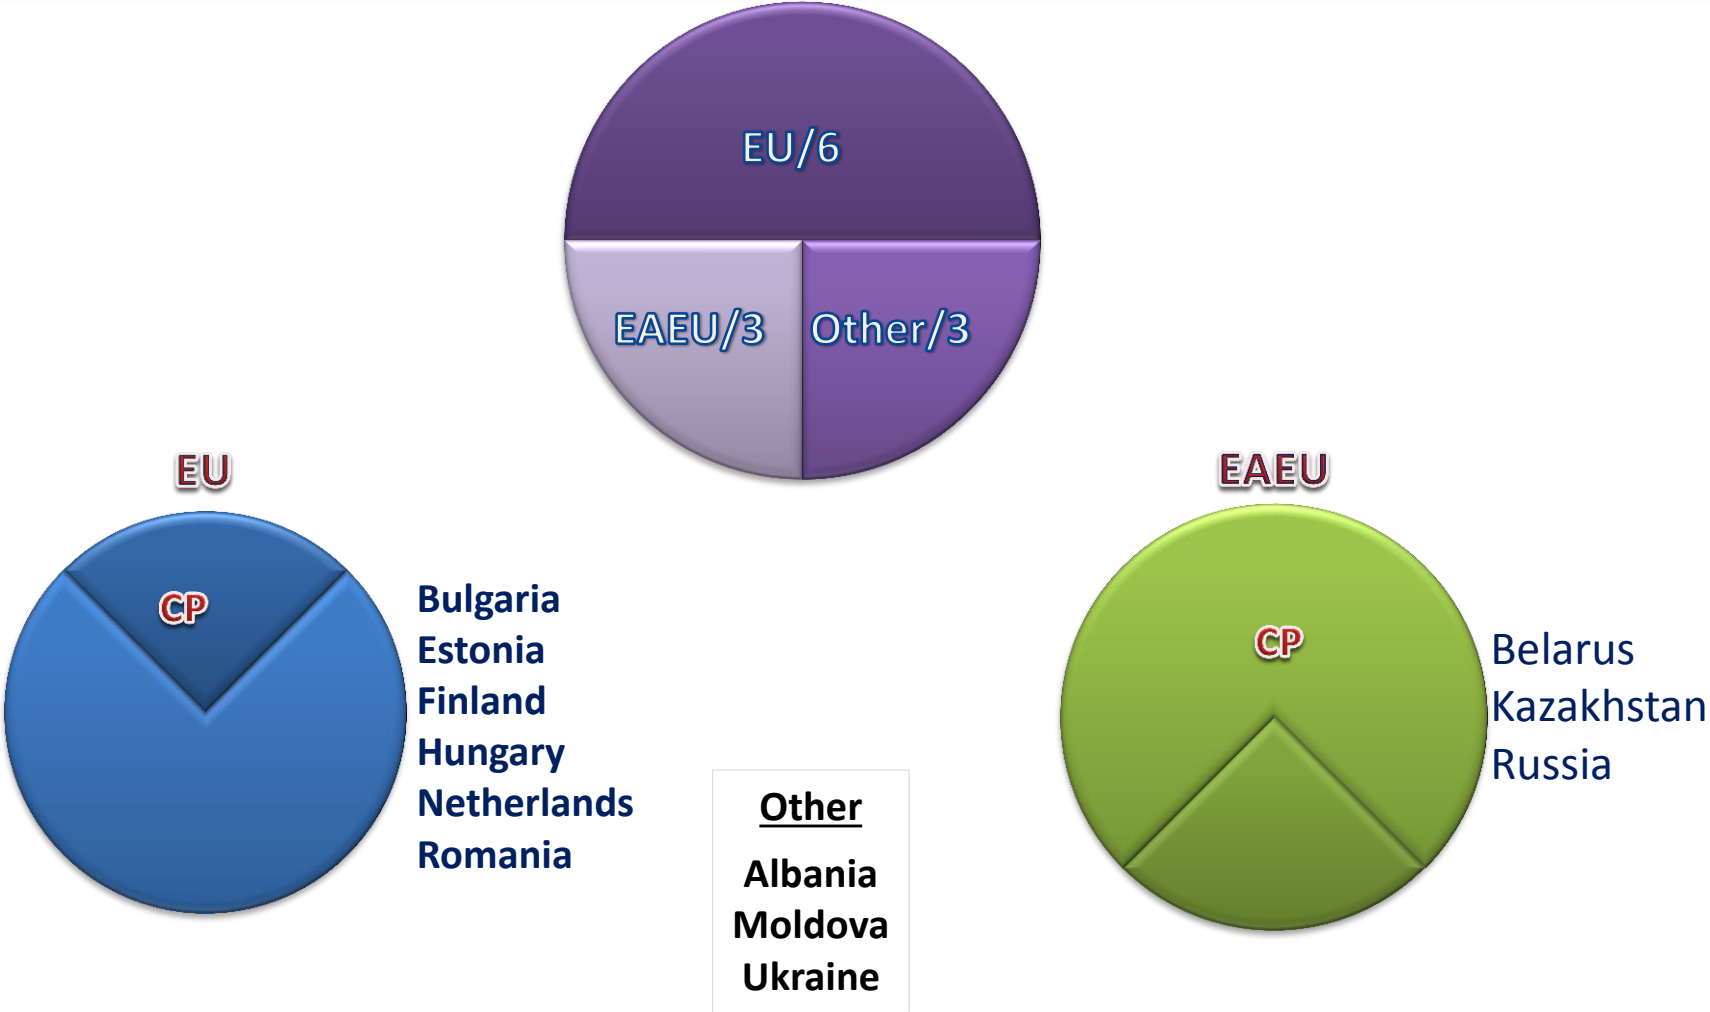 EU/6
EAEU/3
Other/3
EU
CP
Bulgaria
Estonia
Finland
Hungary
Netherlands
Romania
Other
Albania
Moldova
Ukraine
EAEU
CP
Belarus
Kazakhstan
Russia